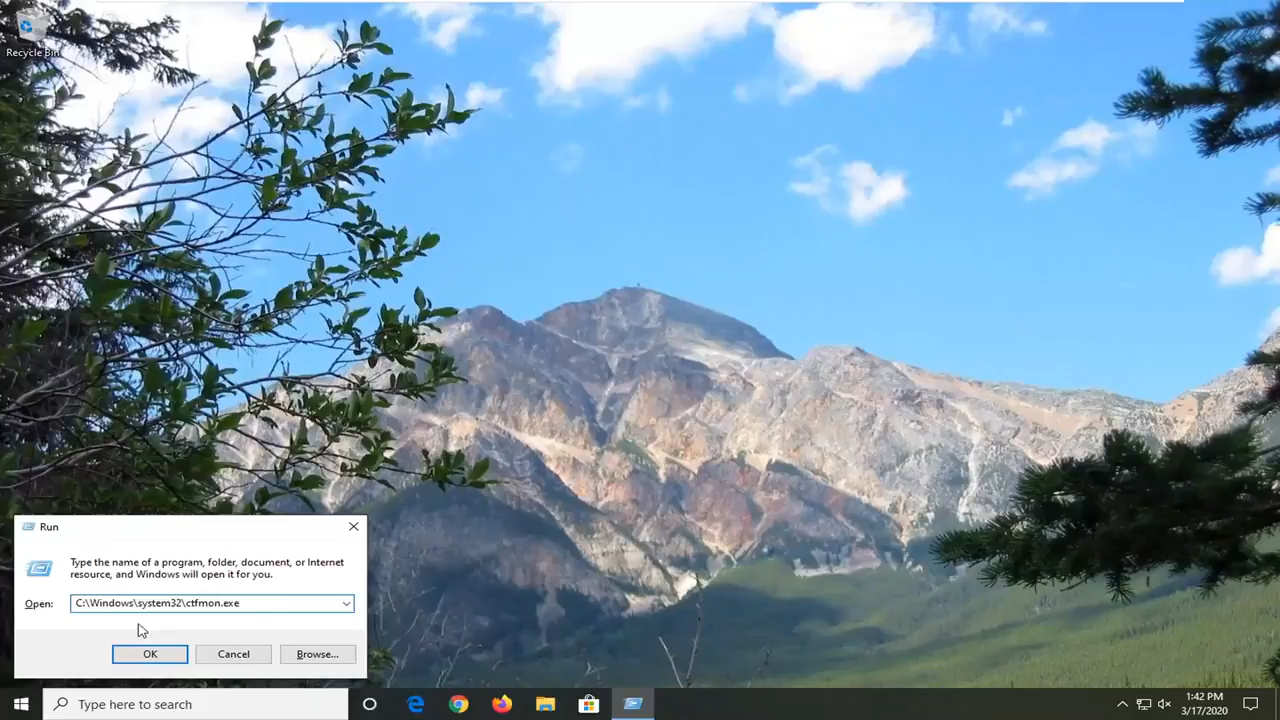 Recycle Bin
Run
Type the name of a program, folder, document, or Internet
resource, and Windows will open it for you.
Open:
C:\Windows\system32\ctfmon.exe
OK
Cancel
Browse...
Type here to search
1:42 PM
3/17/2020